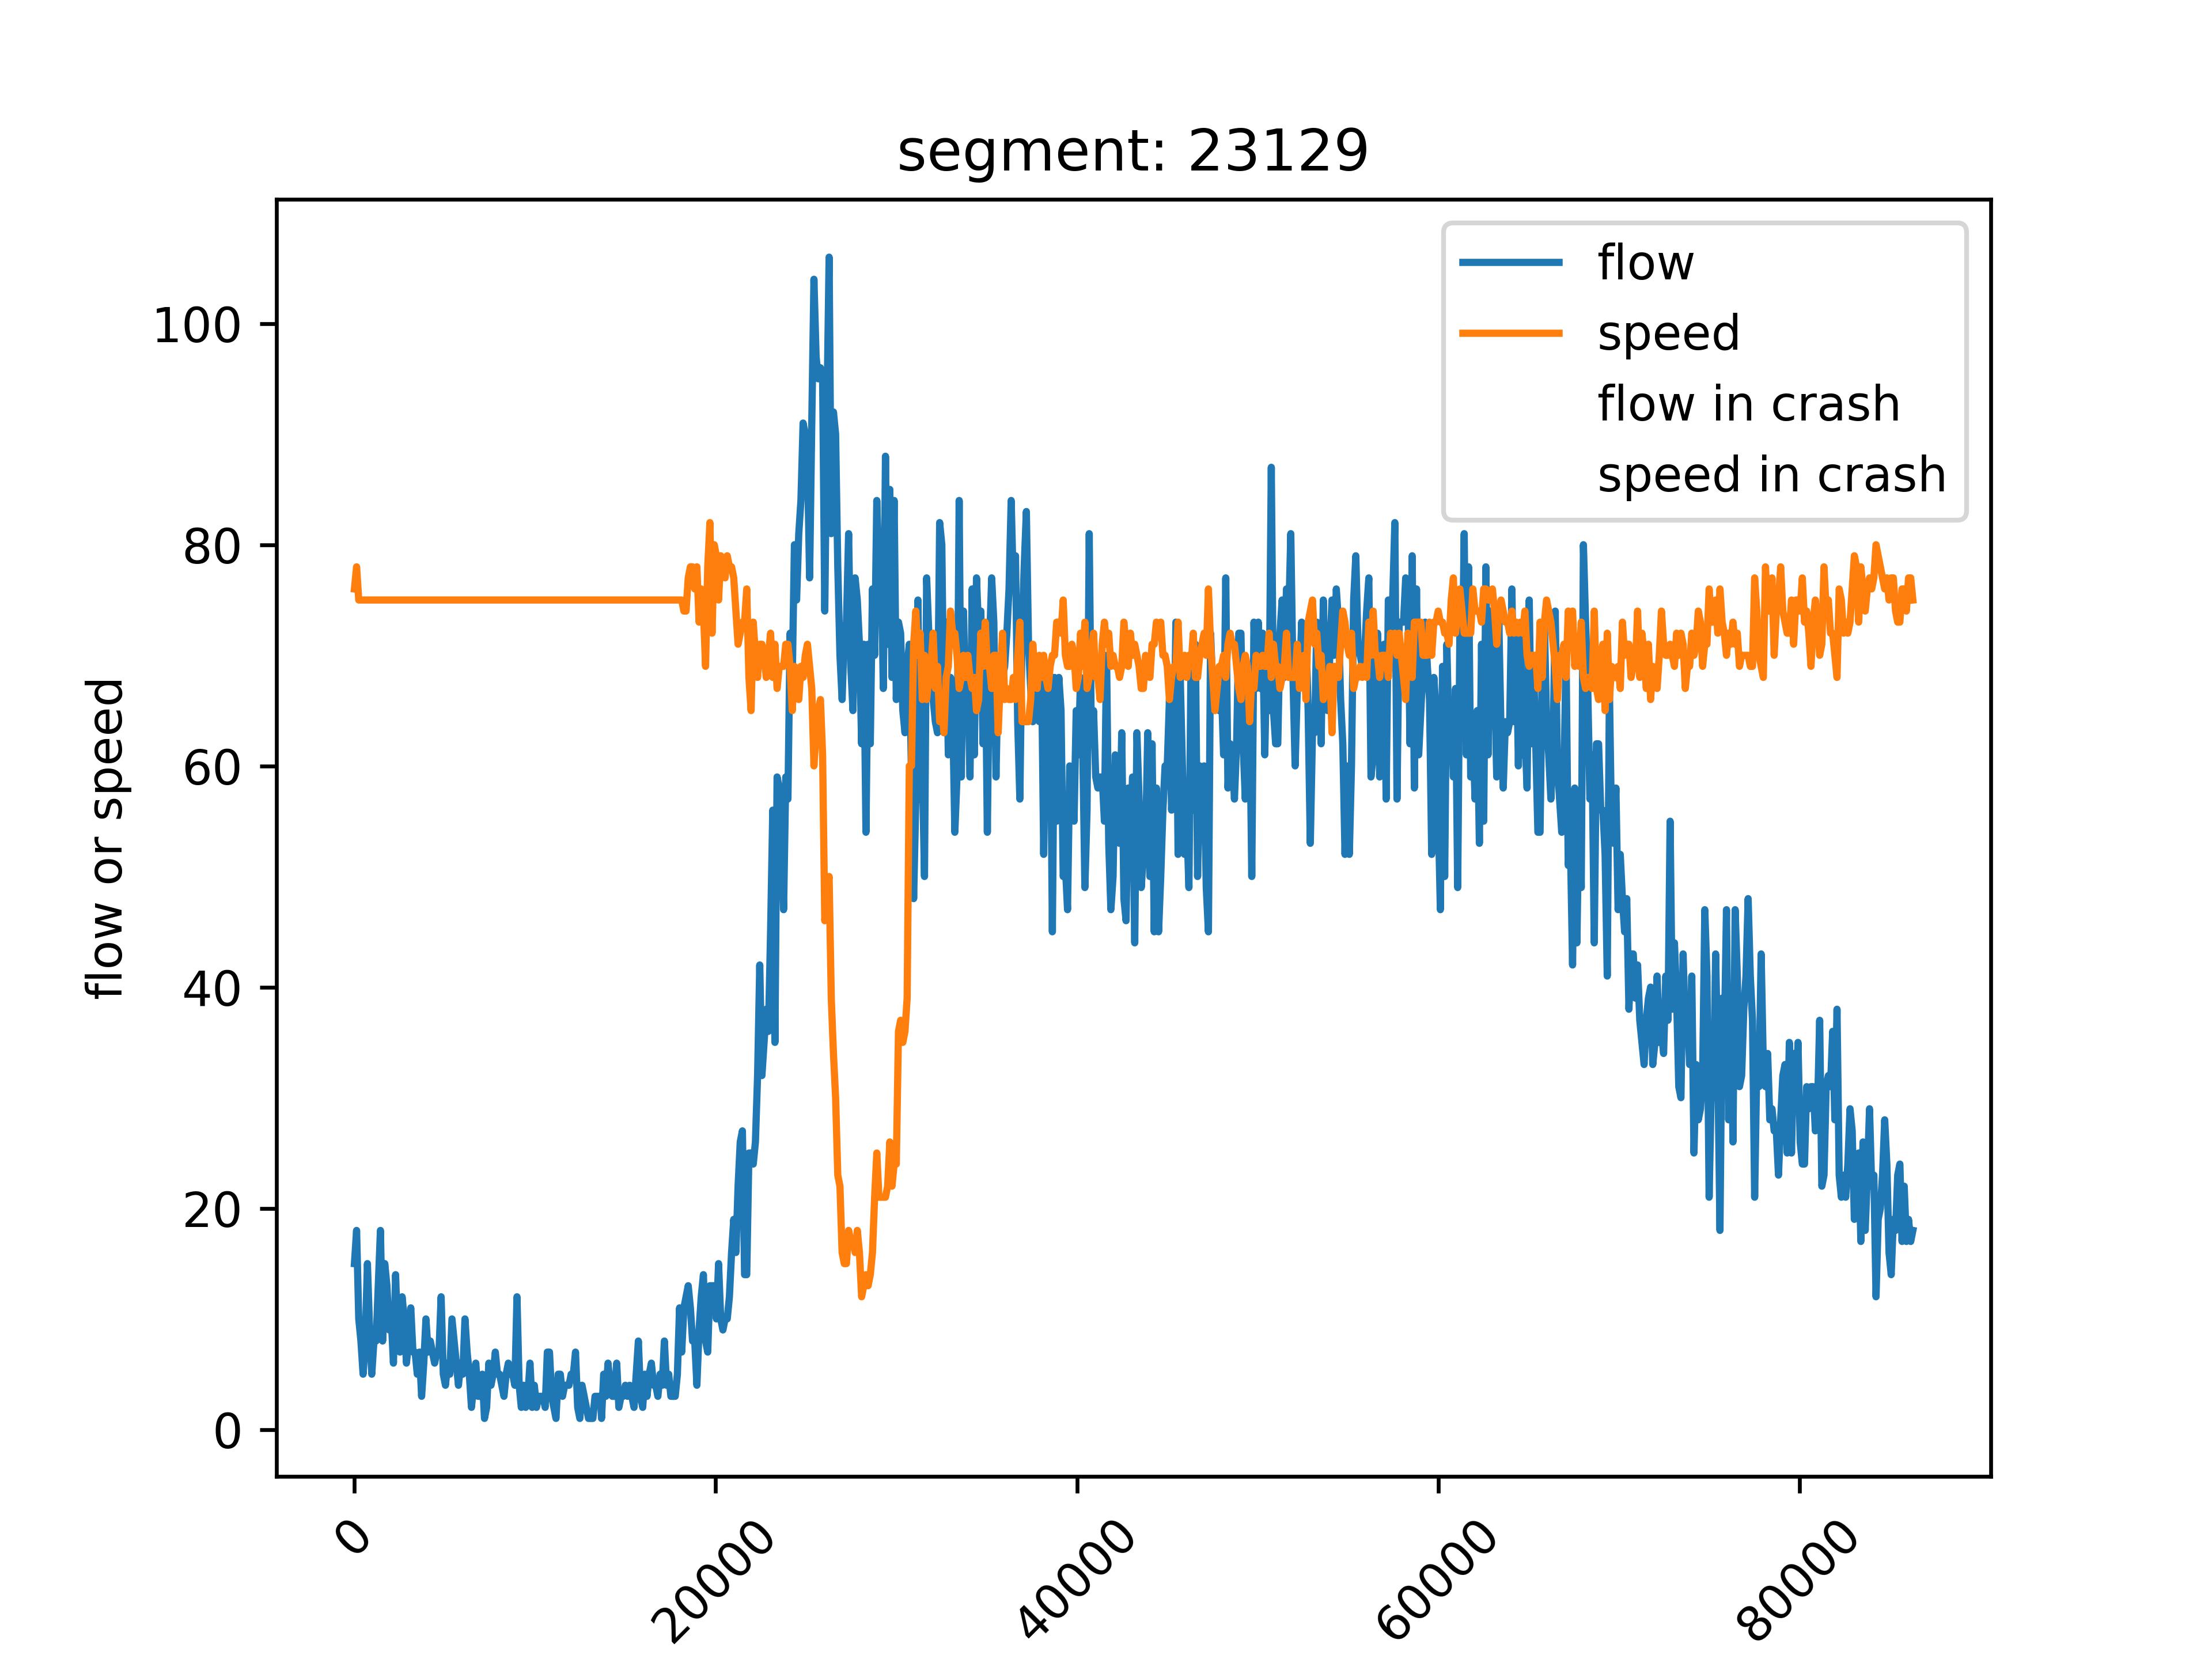 segment: 23129
flow
speed
flow in crash
speed in crash
flow or speed
100
80
60
40
20
0
0
20000
40000
60000
80000